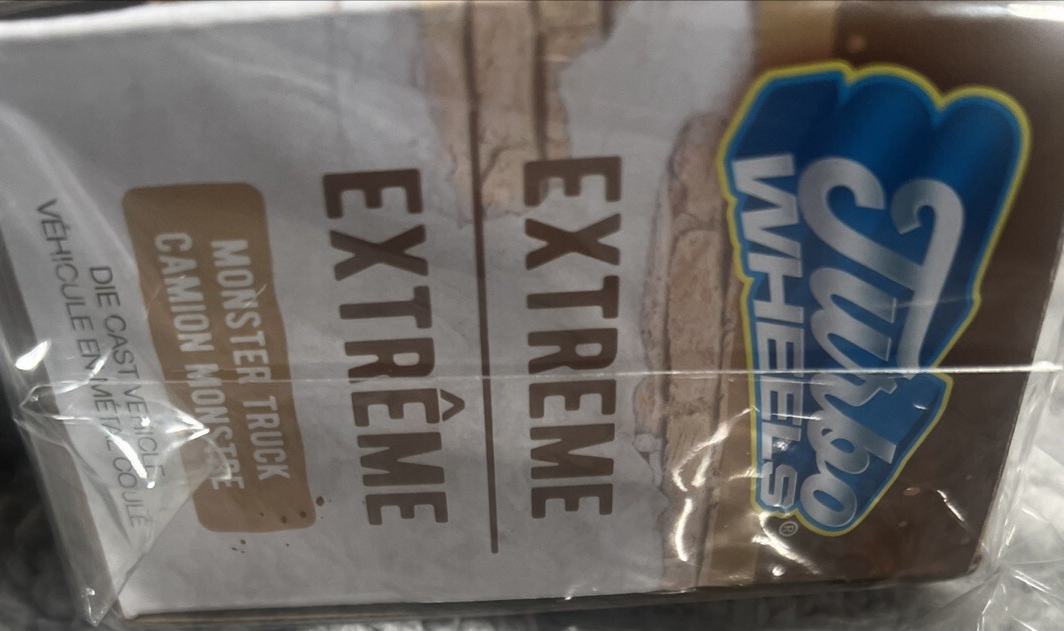 Turbo
WHEELS®
EXTREME
EXTRÊME
MONSTER TRUCK
CAMION MONSTRE
DIE CAST VEHICLE
VÉHICULE EN MÉTAL COULÉ